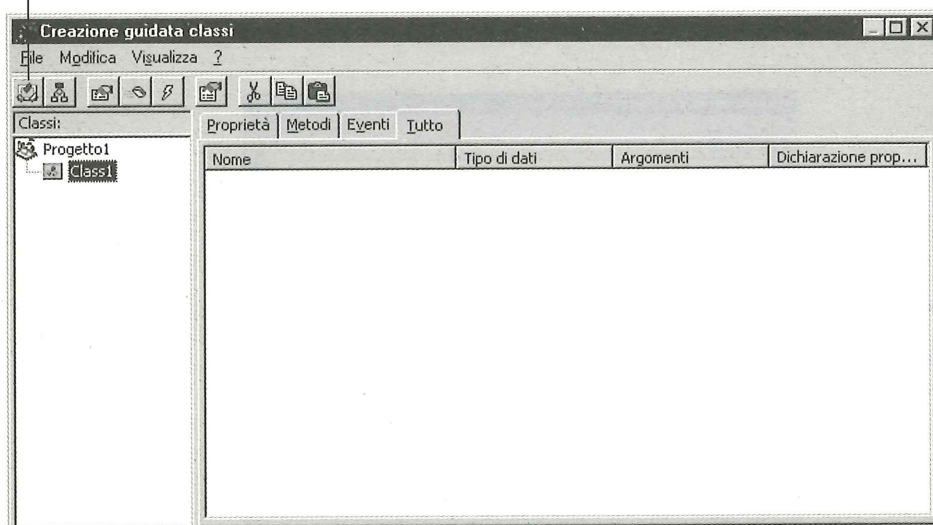 Creazione guidata classi
File Modifica Visualizza ?
Classi:
Proprietà Metodi Eventi Tutto
Progetto1
Class1
Nome Tipo di dati Argomenti Dichiarazione prop...